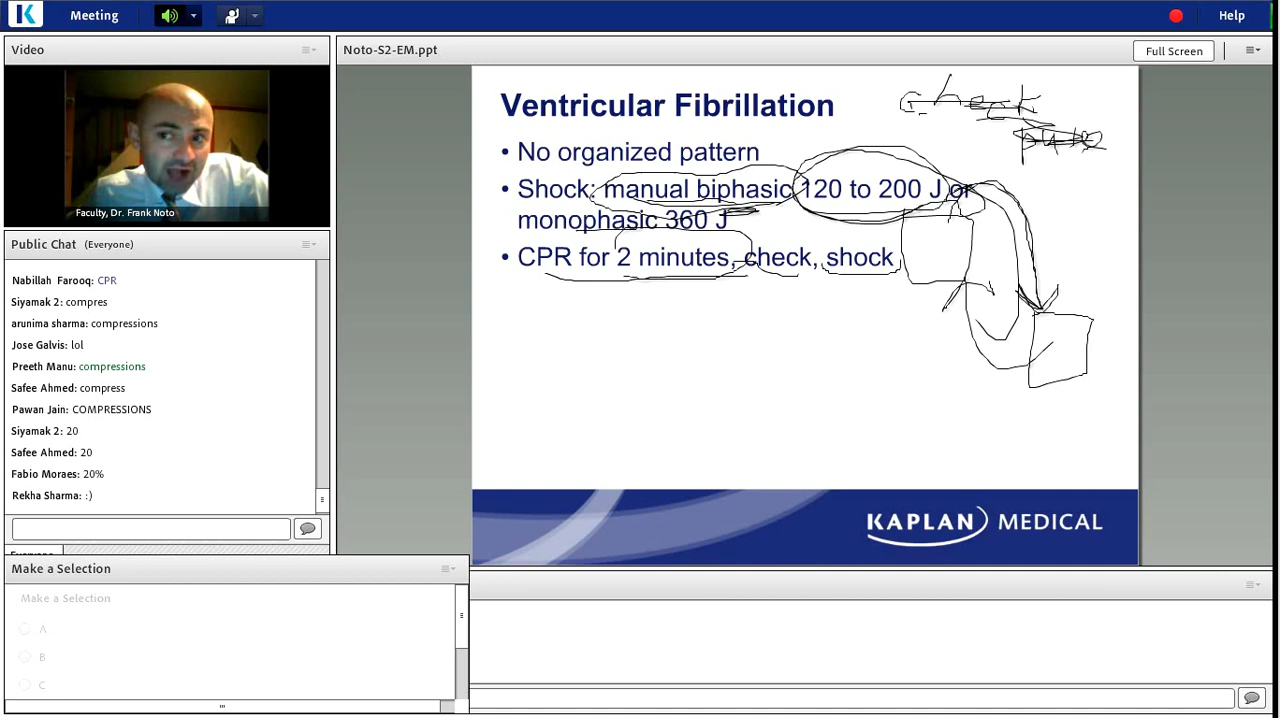 Meeting
Help
Video
Noto-S2-EM.ppt
Full Screen
Faculty, Dr. Frank Noto
Public Chat (Everyone)
Nabillah Farooq: CPR
Siyamak 2: compres
arunima sharma: compressions
Jose Galvis: lol
Preeth Manu: compressions
Safee Ahmed: compress
Pawan Jain: COMPRESSIONS
Siyamak 2: 20
Safee Ahmed: 20
Fabio Moraes: 20%
Rekha Sharma: :)
Everyone
Make a Selection
Make a Selection
A
B
C
Ventricular Fibrillation
check
pulse
• No organized pattern
• Shock: manual biphasic 120 to 200 J or
monophasic 360 J
• CPR for 2 minutes, check, shock
KAPLAN MEDICAL